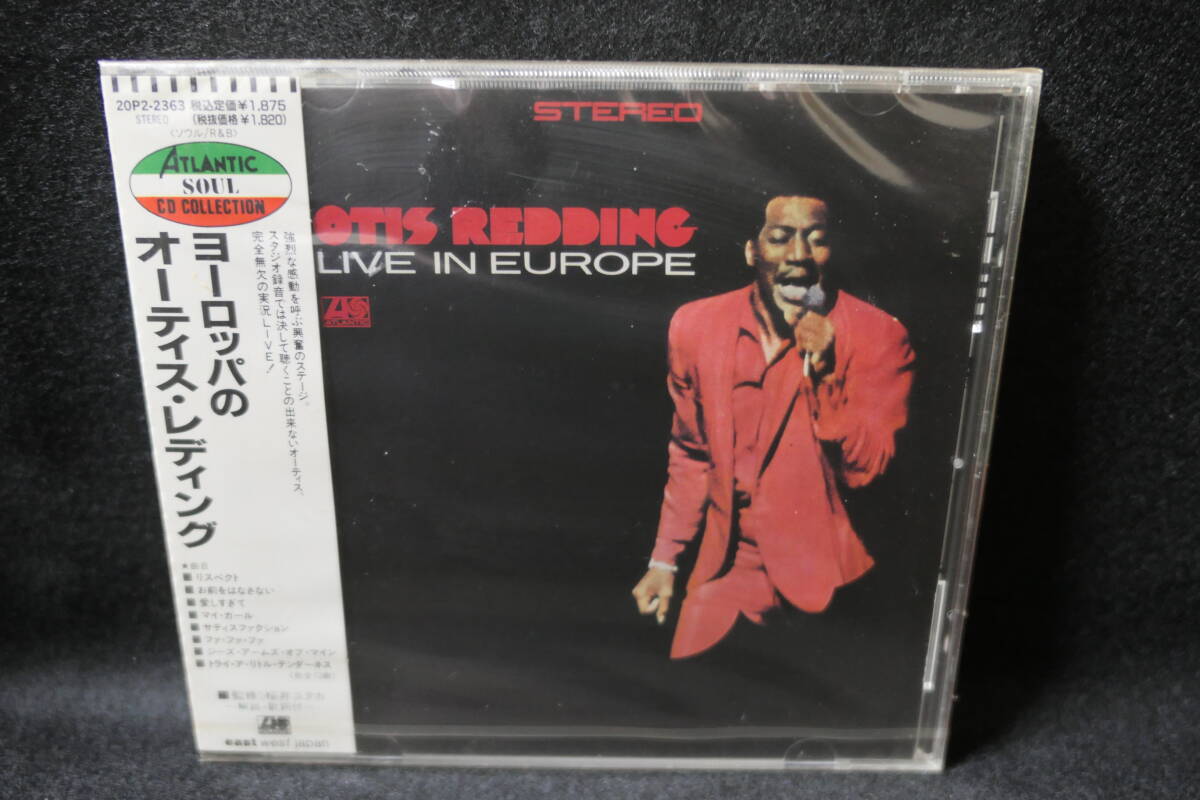 20P2-2363 税込定価¥1,875
STEREO (税抜価格¥1,820)
〈ソウル/R&B〉
ATLANTIC
SOUL
CD COLLECTION
強烈な感動を呼ぶ興奮のステージ。
スタジオ録音では決して聴くことの出来ないオーティス、
完全無欠の実況LIVE!
ヨーロッパの
オーティス・レディング
★曲目
■リスペクト
■お前をはなさない
■愛しすぎて
■マイ・ガール
■サティスファクション
■ファ・ファ・ファ
■ジーズ・アームズ・オブ・マイン
■トライ・ア・リトル・テンダーネス
STEREO
OTIS REDDING
LIVE IN EUROPE
ATLANTIC